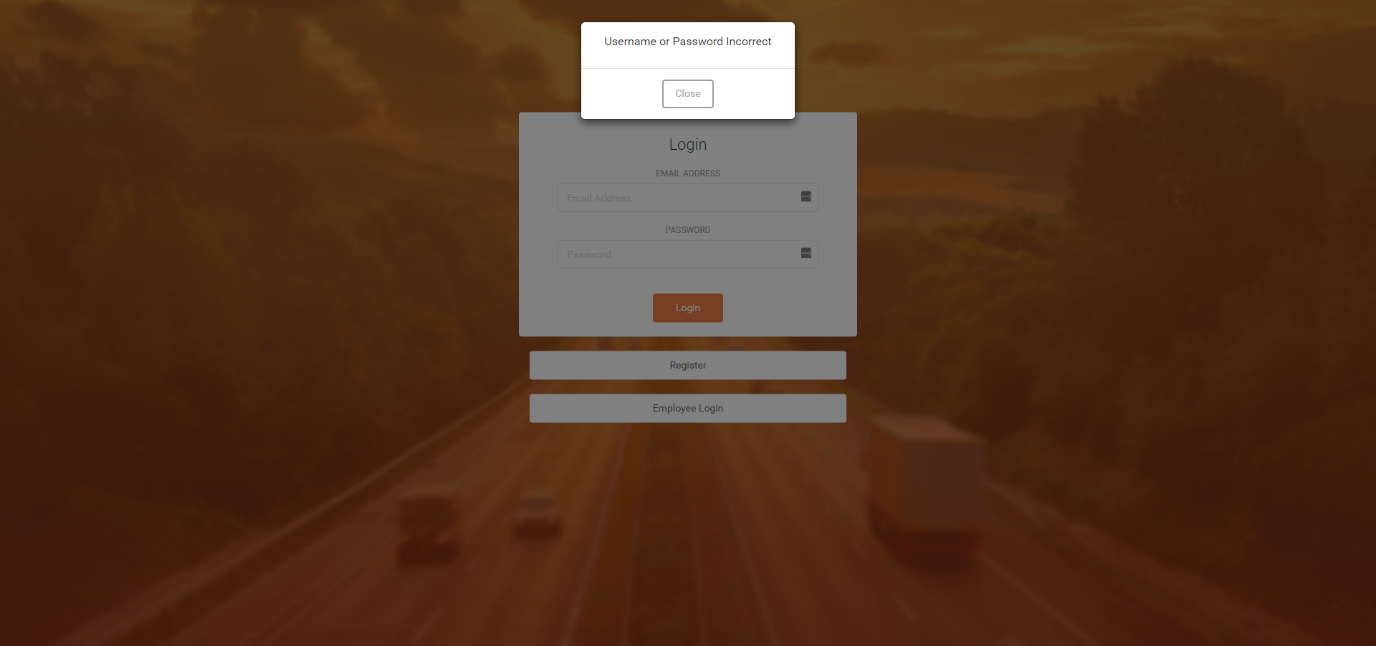 Username or Password Incorrect
Close
Login
EMAIL ADDRESS
Email Address
PASSWORD
Password
Login
Register
Employee Login